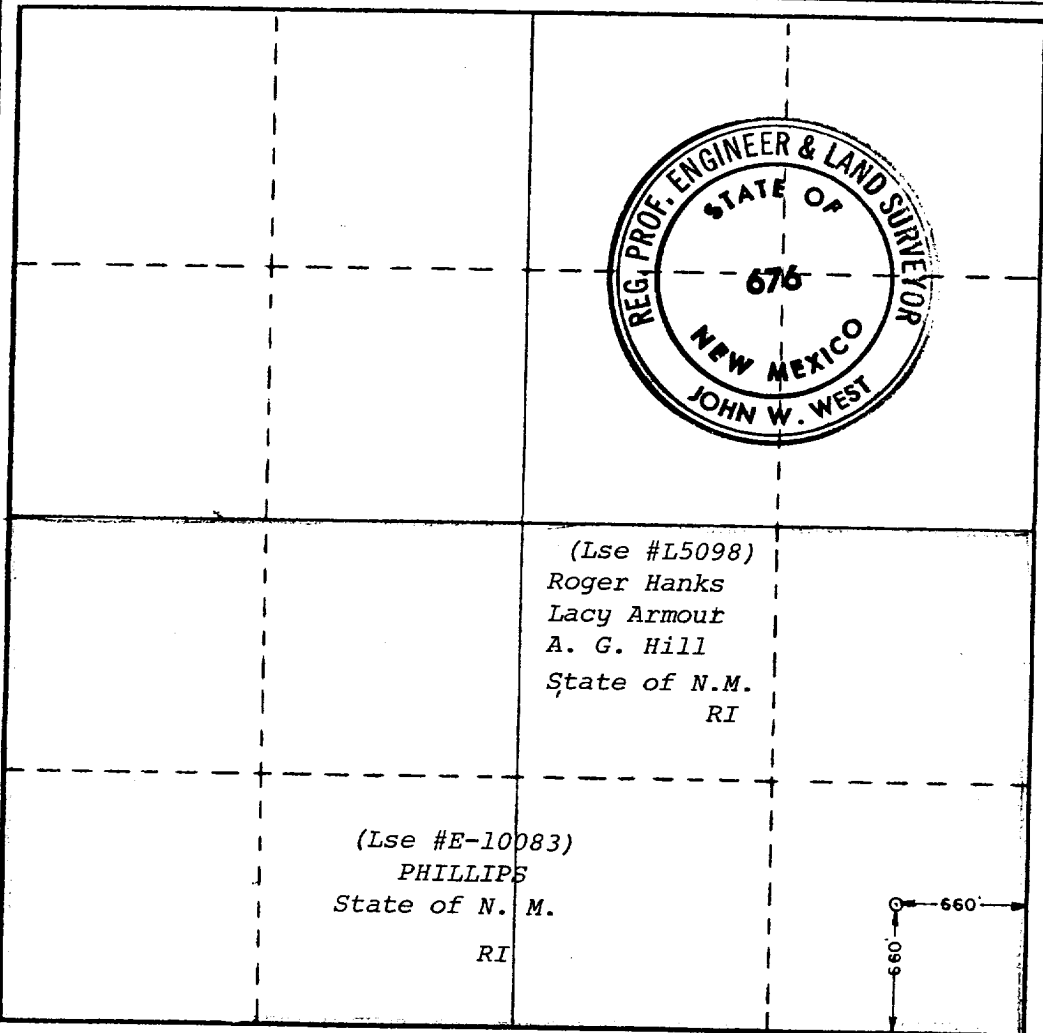 REG. PROF. ENGINEER & LAND SURVEYOR
STATE OF
676
NEW MEXICO
JOHN W. WEST
(Lse #L5098)
Roger Hanks
Lacy Armour
A. G. Hill
State of N.M.
RI
(Lse #E-10083)
PHILLIPS
State of N. M.
RI
660'
660'